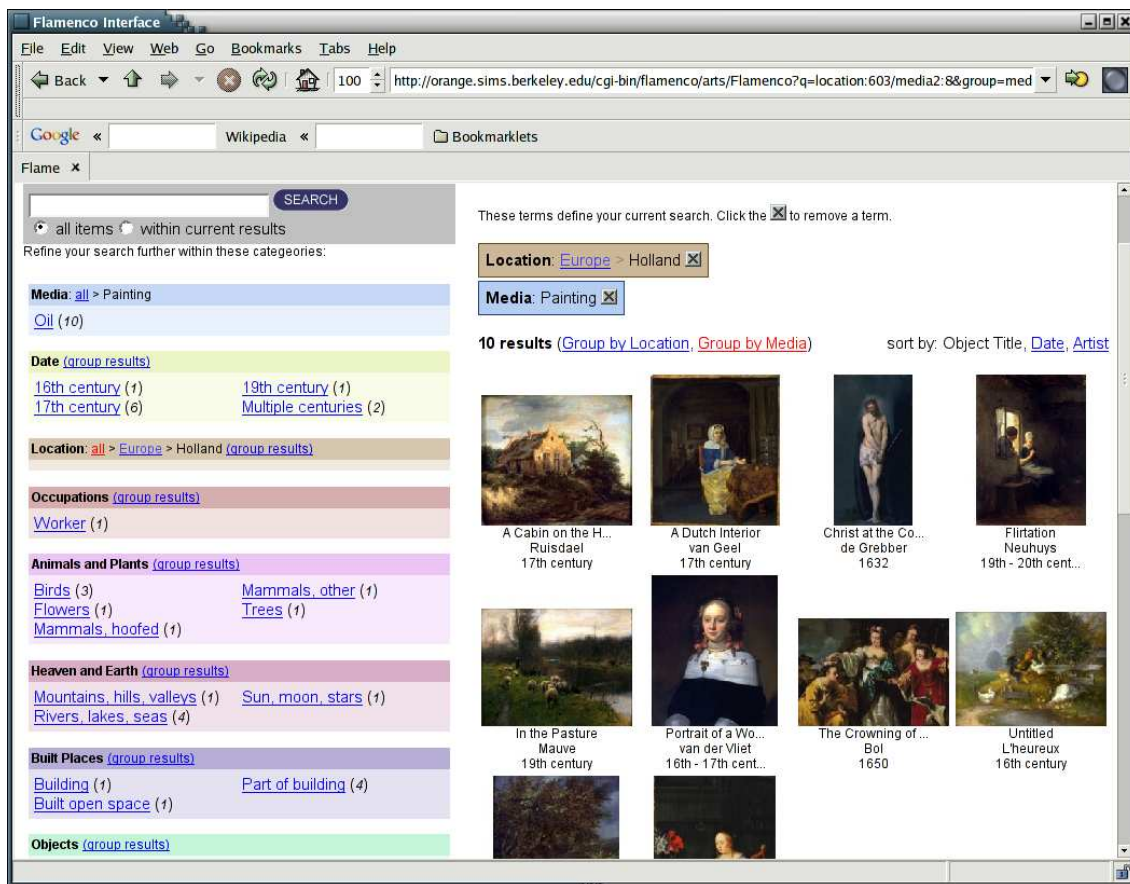 Flamenco Interface
File Edit View Web Go Bookmarks Tabs Help
Back 100 http://orange.sims.berkeley.edu/cgi-bin/flamenco/arts/Flamenco?q=location:603/media2:8&group=med
Google « Wikipedia « Bookmarklets
Flame x
SEARCH
all items within current results
Refine your search further within these categeories:
Media: all > Painting
Oil (10)
Date (group results)
16th century (1) 19th century (1)
17th century (6) Multiple centuries (2)
Location: all > Europe > Holland (group results)
Occupations (group results)
Worker (1)
Animals and Plants (group results)
Birds (3) Mammals, other (1)
Flowers (1) Trees (1)
Mammals, hoofed (1)
Heaven and Earth (group results)
Mountains, hills, valleys (1) Sun, moon, stars (1)
Rivers, lakes, seas (4)
Built Places (group results)
Building (1) Part of building (4)
Built open space (1)
Objects (group results)
These terms define your current search. Click the x to remove a term.
Location: Europe > Holland x
Media: Painting x
10 results (Group by Location, Group by Media) sort by: Object Title, Date, Artist
A Cabin on the H... A Dutch Interior Christ at the Co... Flirtation
Ruisdael van Geel de Grebber Neuhuys
17th century 17th century 1632 19th - 20th cent...
In the Pasture Portrait of a Wo... The Crowning of ... Untitled
Mauve van der Vliet Bol L'heureux
19th century 16th - 17th cent... 1650 16th century